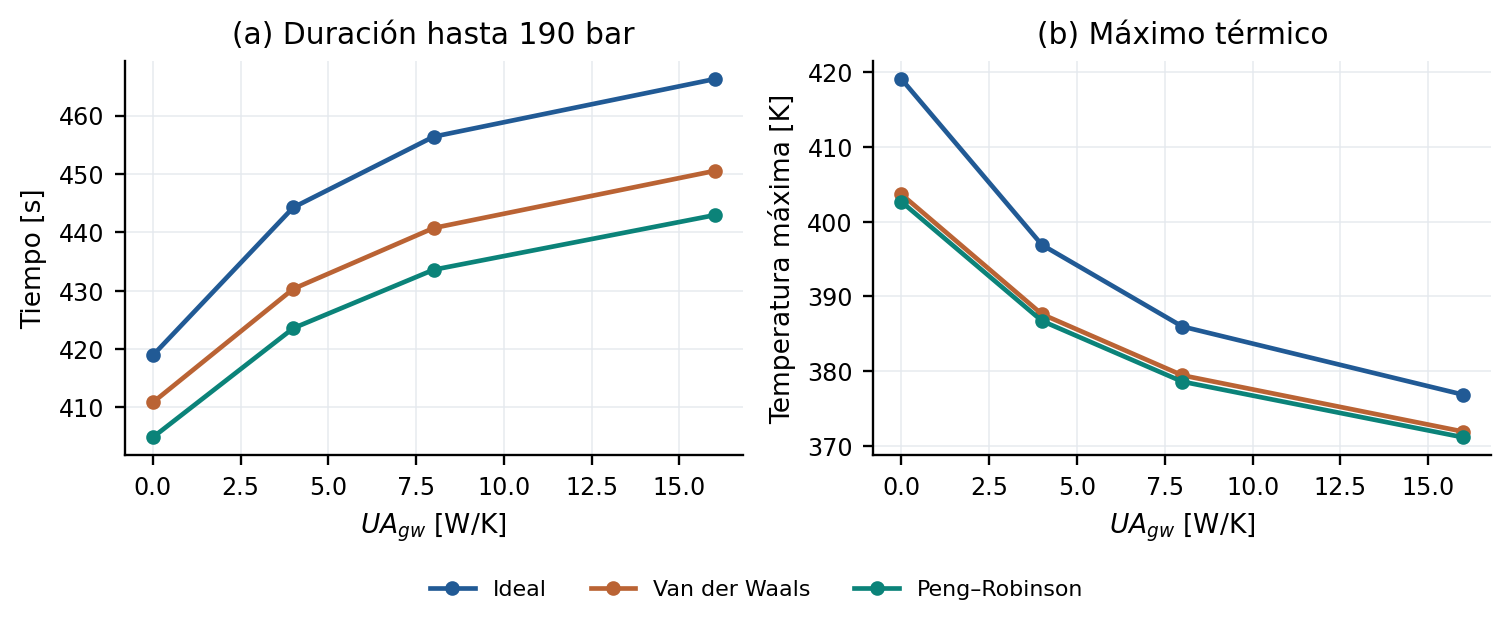 (a) Duración hasta 190 bar
Tiempo [s]
460
450
440
430
420
410
0.0 2.5 5.0 7.5 10.0 12.5 15.0
UA_gw [W/K]
(b) Máximo térmico
Temperatura máxima [K]
420
410
400
390
380
370
0.0 2.5 5.0 7.5 10.0 12.5 15.0
UA_gw [W/K]
Ideal Van der Waals Peng–Robinson